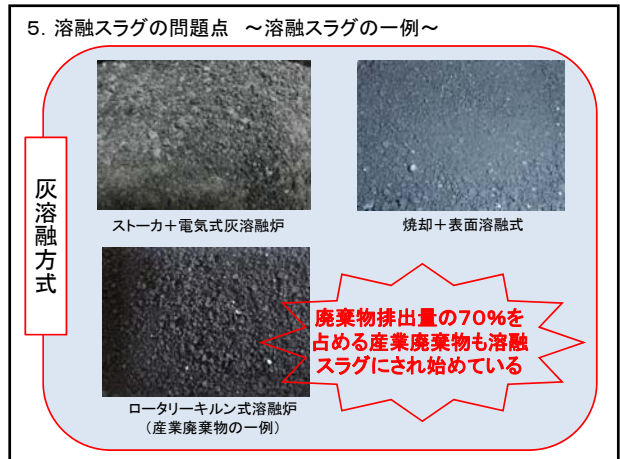 5．溶融スラグの問題点　～溶融スラグの一例～
灰溶融方式
ストーカ＋電気式灰溶融炉
焼却＋表面溶融式
ロータリーキルン式溶融炉
（産業廃棄物の一例）
廃棄物排出量の70％を
占める産業廃棄物も溶融
スラグにされ始めている